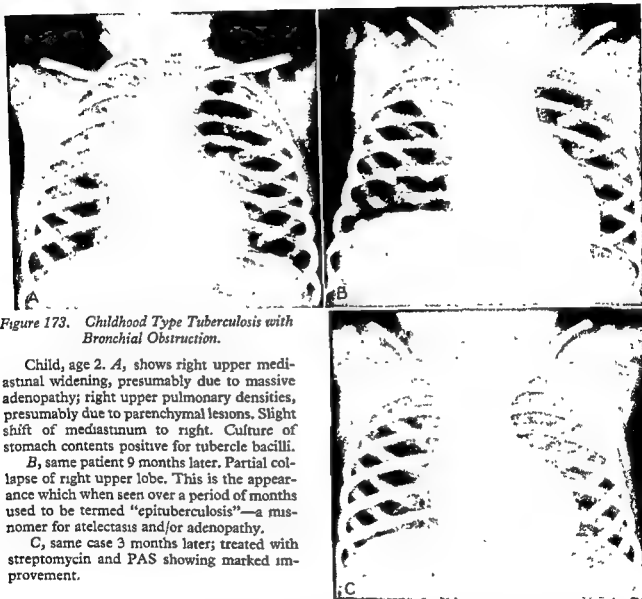 A
B
Figure 173. Childhood Type Tuberculosis with
Bronchial Obstruction.
Child, age 2. A, shows right upper medi-
astinal widening, presumably due to massive
adenopathy; right upper pulmonary densities,
presumably due to parenchymal lesions. Slight
shift of mediastinum to right. Culture of
stomach contents positive for tubercle bacilli.
B, same patient 9 months later. Partial col-
lapse of right upper lobe. This is the appear-
ance which when seen over a period of months
used to be termed "epituberculosis"—a mis-
nomer for atelectasis and/or adenopathy.
C, same case 3 months later; treated with
streptomycin and PAS showing marked im-
provement.
C